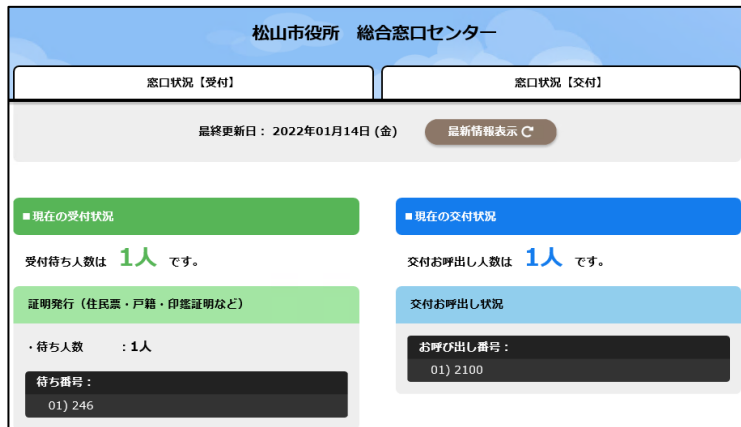 松山市役所　総合窓口センター
窓口状況【受付】
窓口状況【交付】
最終更新日： 2022年01月14日 (金)
最新情報表示
■現在の受付状況
受付待ち人数は 1人 です。
証明発行（住民票・戸籍・印鑑証明など）
・待ち人数 ：1人
待ち番号：
01) 246
■現在の交付状況
交付お呼出し人数は 1人 です。
交付お呼出し状況
お呼び出し番号：
01) 2100